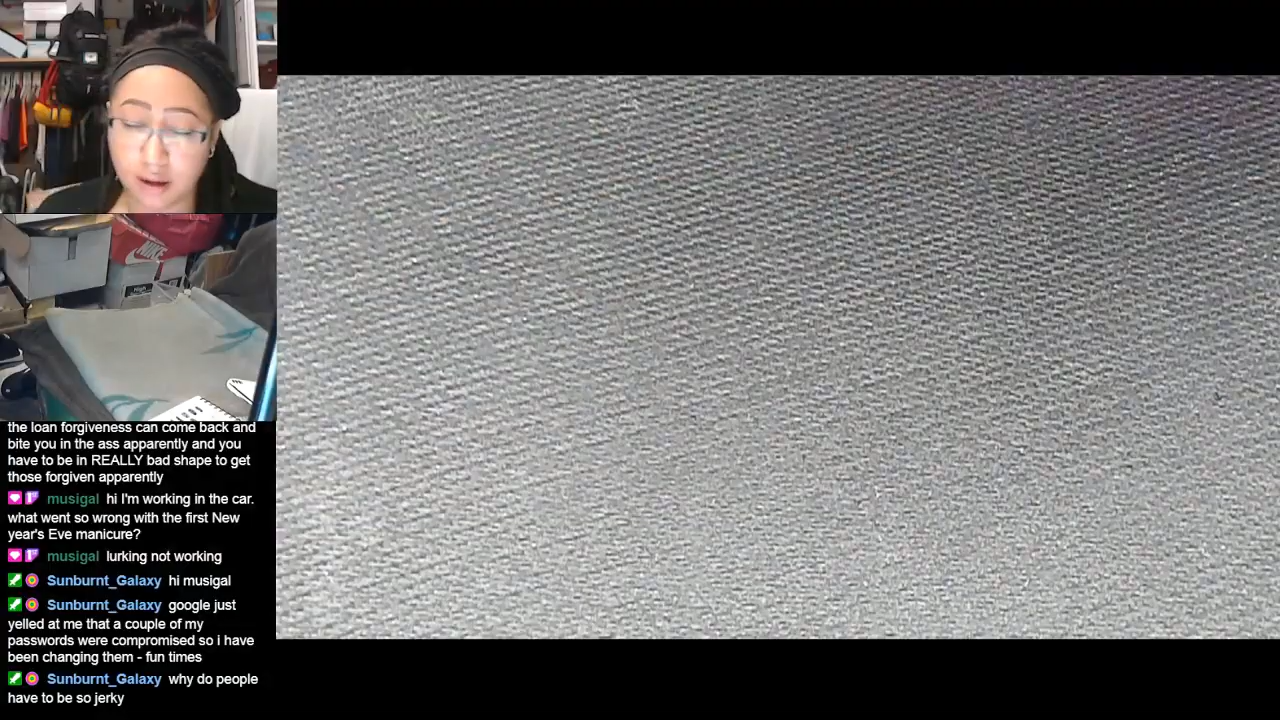 NIKE
High
the loan forgiveness can come back and
bite you in the ass apparently and you
have to be in REALLY bad shape to get
those forgiven apparently
musigal hi I'm working in the car.
what went so wrong with the first New
year's Eve manicure?
musigal lurking not working
Sunburnt_Galaxy hi musigal
Sunburnt_Galaxy google just
yelled at me that a couple of my
passwords were compromised so i have
been changing them - fun times
Sunburnt_Galaxy why do people
have to be so jerky